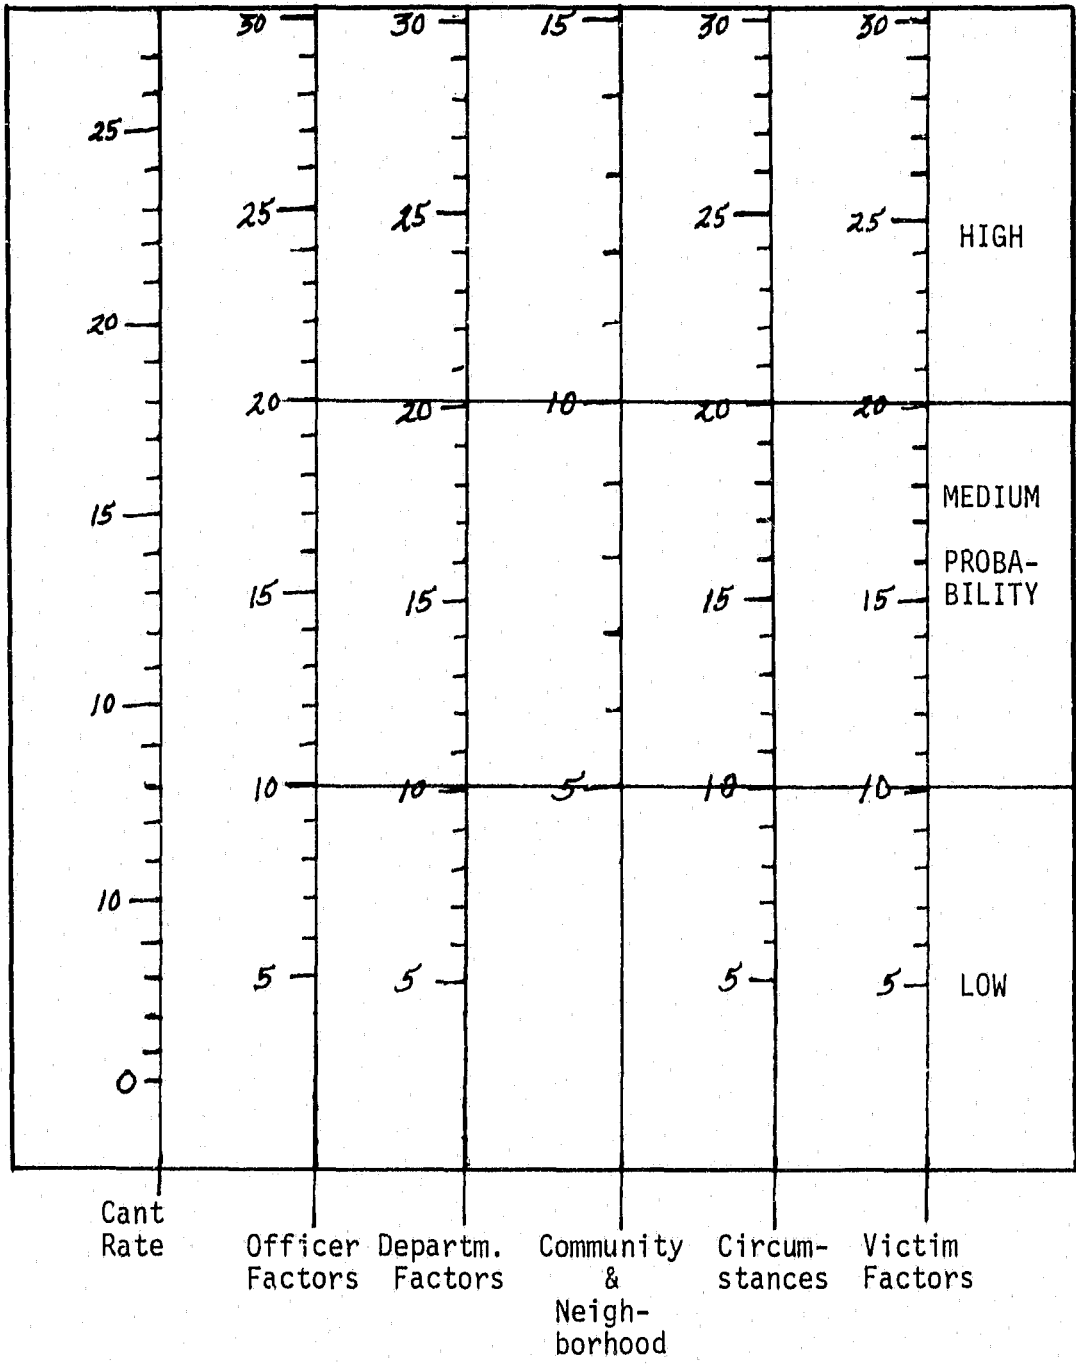 30 30 15 30 30
25
25 25 25 25
HIGH
20
20 20 10 20 20
MEDIUM
15
PROBA-
15 15 15 15 BILITY
10
10 10 5 10 10
10
5 5 5 5 LOW
0
Cant
Rate
Officer
Factors
Departm.
Factors
Community
&
Neigh-
borhood
Circum-
stances
Victim
Factors